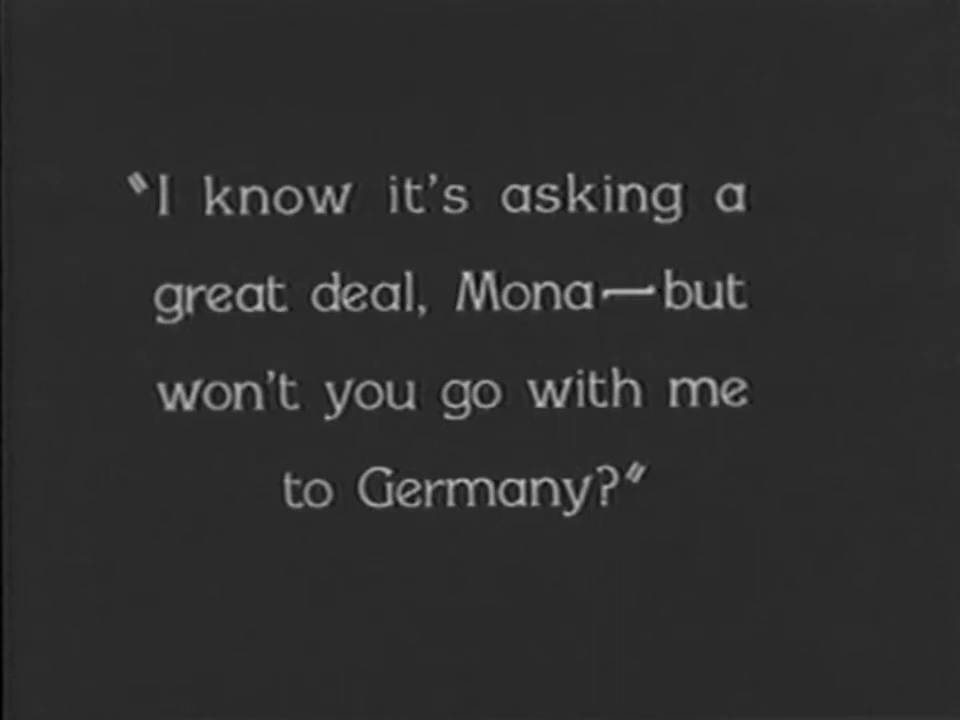 "I know it's asking a
great deal, Mona—but
won't you go with me
to Germany?"